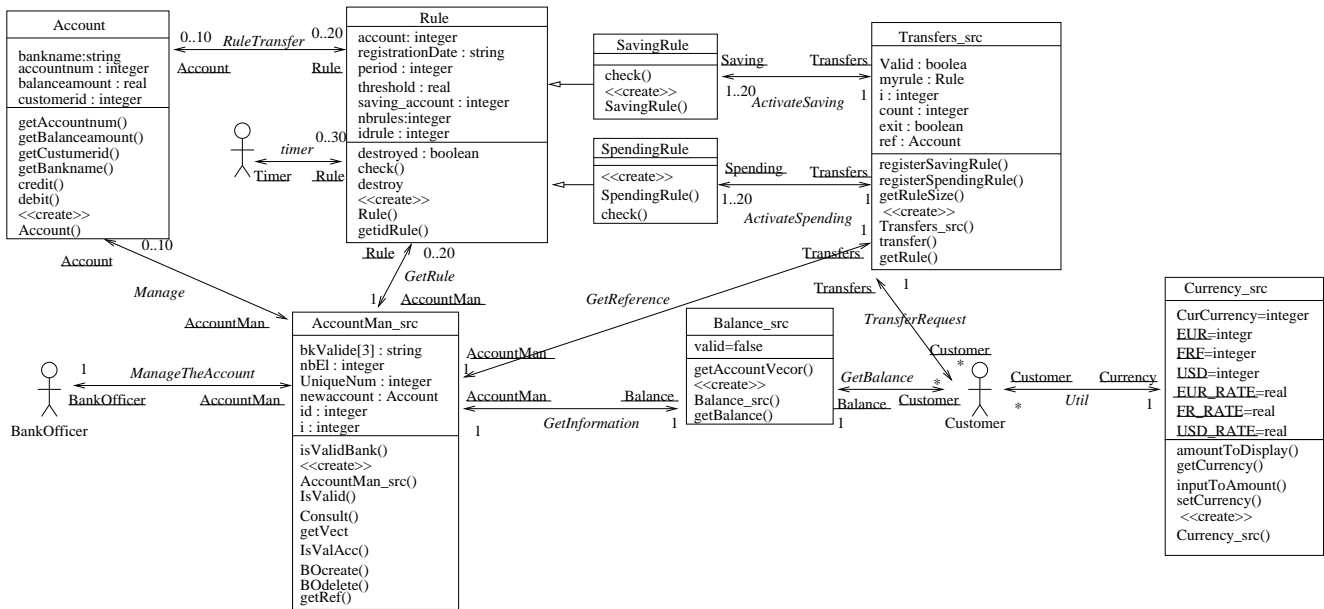 Account
bankname:string
accountnum : integer
balanceamount : real
customerid : integer
getAccountnum()
getBalanceamount()
getCustumerid()
getBankname()
credit()
debit()
<<create>>
Account()
0..10
RuleTransfer
0..20
Account
Rule
Rule
account: integer
registrationDate : string
period : integer
threshold : real
saving_account : integer
nbrules:integer
idrule : integer
destroyed : boolean
check()
destroy
<<create>>
Rule()
getidRule()
timer
0..30
Timer
Rule
SavingRule
check()
<<create>>
SavingRule()
Saving
Transfers
1..20
1
ActivateSaving
SpendingRule
<<create>>
SpendingRule()
check()
Spending
Transfers
1..20
1
ActivateSpending
Transfers_src
Valid : boolea
myrule : Rule
i : integer
count : integer
exit : boolean
ref : Account
registerSavingRule()
registerSpendingRule()
getRuleSize()
<<create>>
Transfers_src()
transfer()
getRule()
0..10
Account
Manage
AccountMan
Rule
0..20
GetRule
1
AccountMan
1
Transfers
GetReference
AccountMan
1
1
Transfers
TransferRequest
Customer
*
BankOfficer
1
ManageTheAccount
BankOfficer
AccountMan
AccountMan_src
bkValide[3] : string
nbEl : integer
UniqueNum : integer
newaccount : Account
id : integer
i : integer
isValidBank()
<<create>>
AccountMan_src()
IsValid()
Consult()
getVect
IsValAcc()
BOcreate()
BOdelete()
getRef()
AccountMan
Balance
1
GetInformation
1
Balance_src
valid=false
getAccountVecor()
<<create>>
Balance_src()
getBalance()
GetBalance
*
Balance
Customer
1
*
Customer
Customer
Currency
*
Util
1
Currency_src
CurCurrency=integer
EUR=integr
FRF=integer
USD=integer
EUR_RATE=real
FR_RATE=real
USD_RATE=real
amountToDisplay()
getCurrency()
inputToAmount()
setCurrency()
<<create>>
Currency_src()